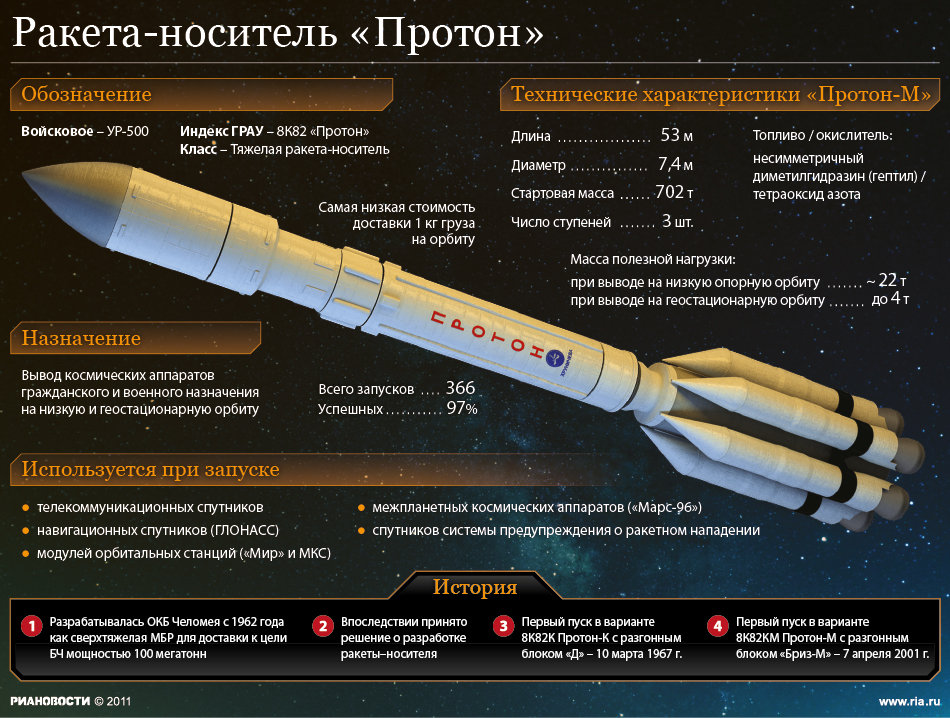 Ракета-носитель «Протон»
Обозначение
Войсковое – УР-500
Индекс ГРАУ – 8К82 «Протон»
Класс – Тяжелая ракета-носитель
Технические характеристики «Протон-М»
Длина .................. 53 м
Диаметр ............... 7,4 м
Стартовая масса ...... 702 т
Число ступеней ....... 3 шт.
Топливо / окислитель:
несимметричный
диметилгидразин (гептил) /
тетраоксид азота
Масса полезной нагрузки:
при выводе на низкую опорную орбиту ....... ~ 22 т
при выводе на геостационарную орбиту ....... до 4 т
Самая низкая стоимость
доставки 1 кг груза
на орбиту
ПРОТОН
Назначение
Вывод космических аппаратов
гражданского и военного назначения
на низкую и геостационарную орбиту
Всего запусков .... 366
Успешных ........... 97%
Используется при запуске
телекоммуникационных спутников
навигационных спутников (ГЛОНАСС)
модулей орбитальных станций («Мир» и МКС)
межпланетных космических аппаратов («Марс-96»)
спутников системы предупреждения о ракетном нападении
История
1 Разрабатывалась ОКБ Челомея с 1962 года
как сверхтяжелая МБР для доставки к цели
БЧ мощностью 100 мегатонн
2 Впоследствии принято
решение о разработке
ракеты–носителя
3 Первый пуск в варианте
8К82К Протон-К с разгонным
блоком «Д» – 10 марта 1967 г.
4 Первый пуск в варианте
8К82КМ Протон-М с разгонным
блоком «Бриз-М» – 7 апреля 2001 г.
РИАНОВОСТИ © 2011
www.ria.ru